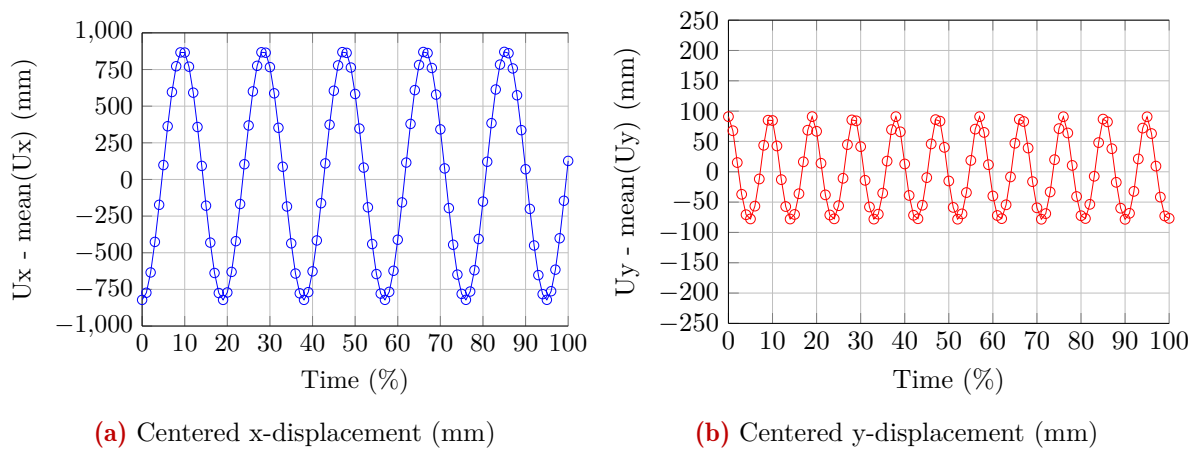 1,000
750
500
250
0
−250
−500
−750
−1,000
Ux - mean(Ux) (mm)
0 10 20 30 40 50 60 70 80 90 100
Time (%)
(a) Centered x-displacement (mm)
250
200
150
100
50
0
−50
−100
−150
−200
−250
Uy - mean(Uy) (mm)
0 10 20 30 40 50 60 70 80 90 100
Time (%)
(b) Centered y-displacement (mm)